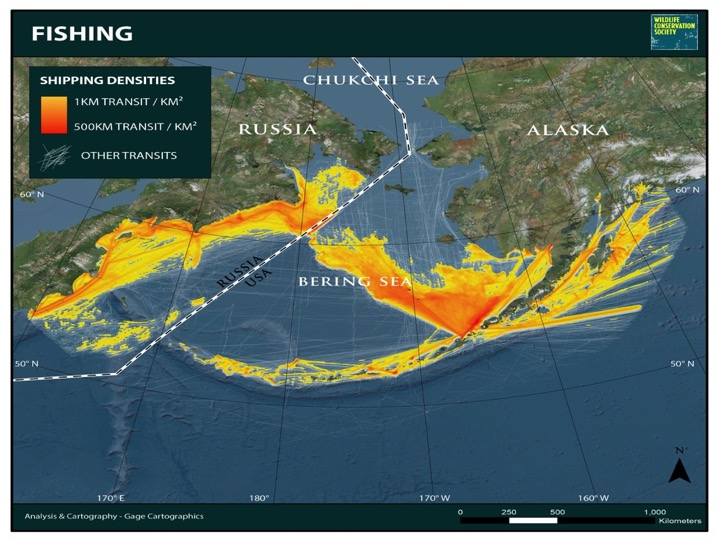 FISHING
WILDLIFE
CONSERVATION
SOCIETY
SHIPPING DENSITIES
1KM TRANSIT / KM²
500KM TRANSIT / KM²
OTHER TRANSITS
CHUKCHI SEA
RUSSIA
ALASKA
60° N
60° N
RUSSIA
USA
BERING SEA
50° N
50° N
N
170° E
180°
170° W
160° W
Analysis & Cartography - Gage Cartographics
0 250 500 1,000
Kilometers